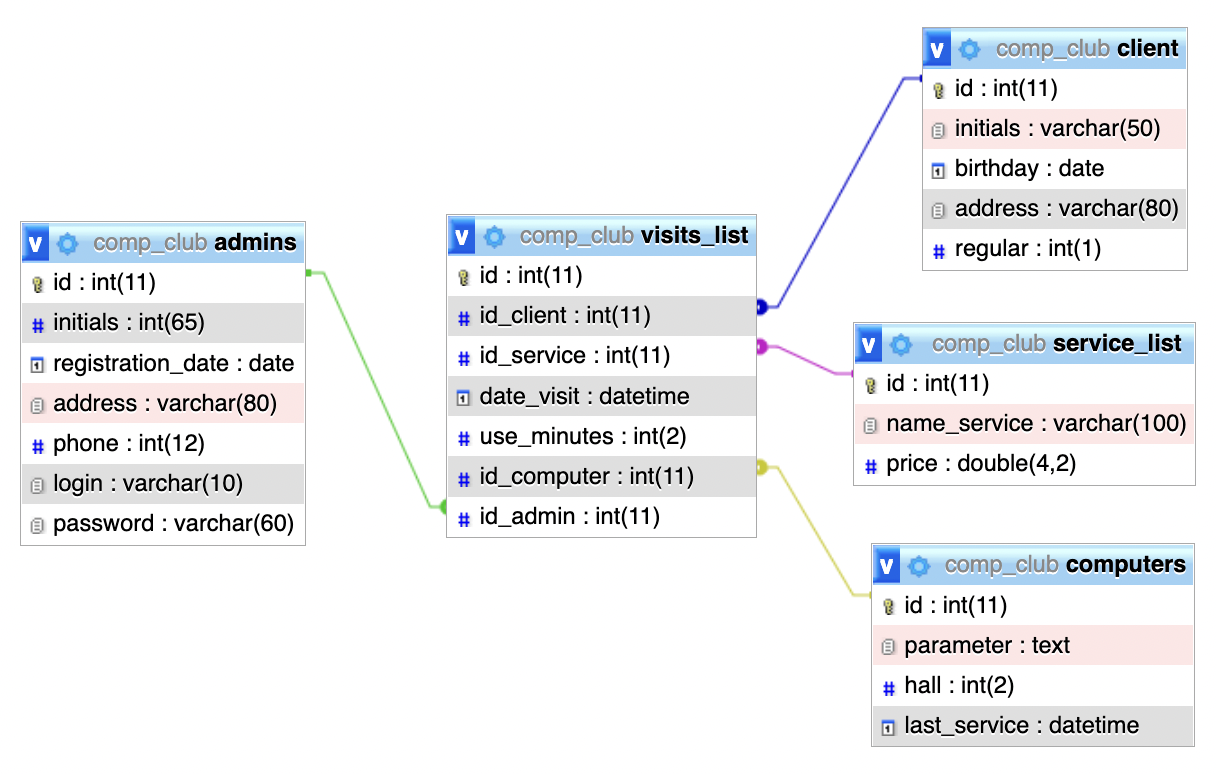 comp_club admins
id : int(11)
initials : int(65)
registration_date : date
address : varchar(80)
phone : int(12)
login : varchar(10)
password : varchar(60)
comp_club visits_list
id : int(11)
id_client : int(11)
id_service : int(11)
date_visit : datetime
use_minutes : int(2)
id_computer : int(11)
id_admin : int(11)
comp_club client
id : int(11)
initials : varchar(50)
birthday : date
address : varchar(80)
regular : int(1)
comp_club service_list
id : int(11)
name_service : varchar(100)
price : double(4,2)
comp_club computers
id : int(11)
parameter : text
hall : int(2)
last_service : datetime